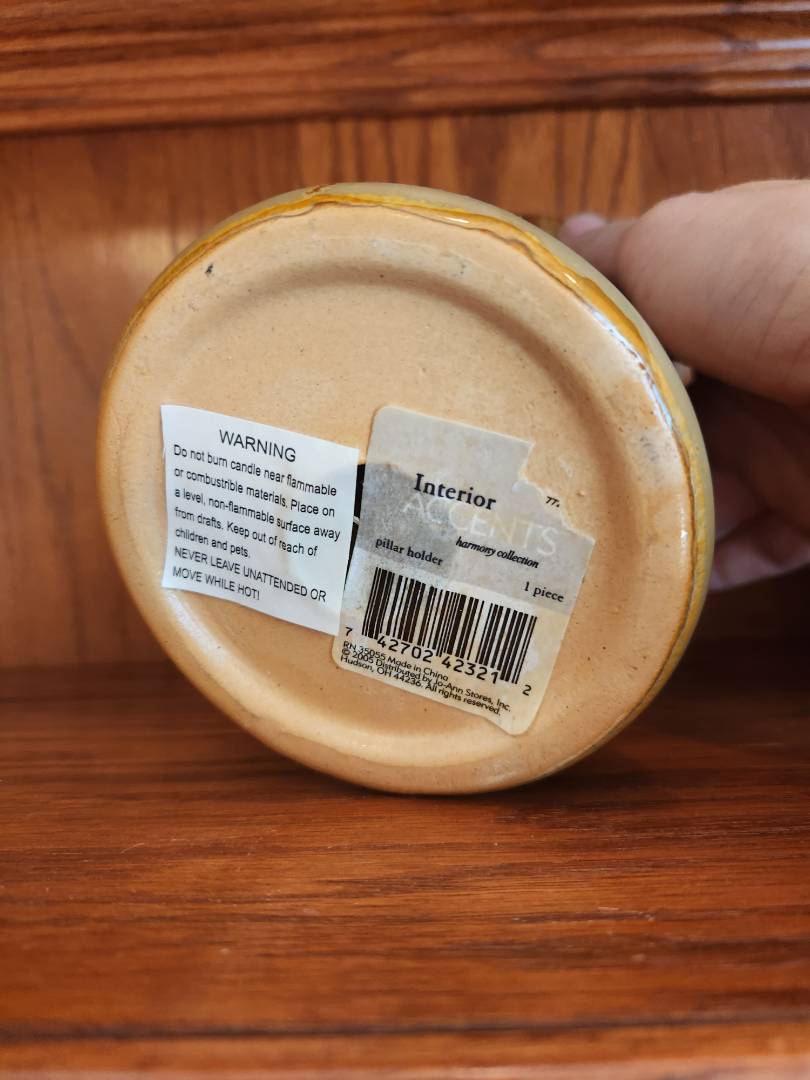 WARNING
Do not burn candle near flammable
or combustrible materials. Place on
a level, non-flammable surface away
from drafts. Keep out of reach of
children and pets.
NEVER LEAVE UNATTENDED OR
MOVE WHILE HOT!
77.
Interior
ACCENTS
harmony collection
pillar holder
1 piece
7 42702 42321 2
RN 35055 Made in China
© 2005 Distributed by Jo-Ann Stores, Inc.
Hudson, OH 44236. All rights reserved.